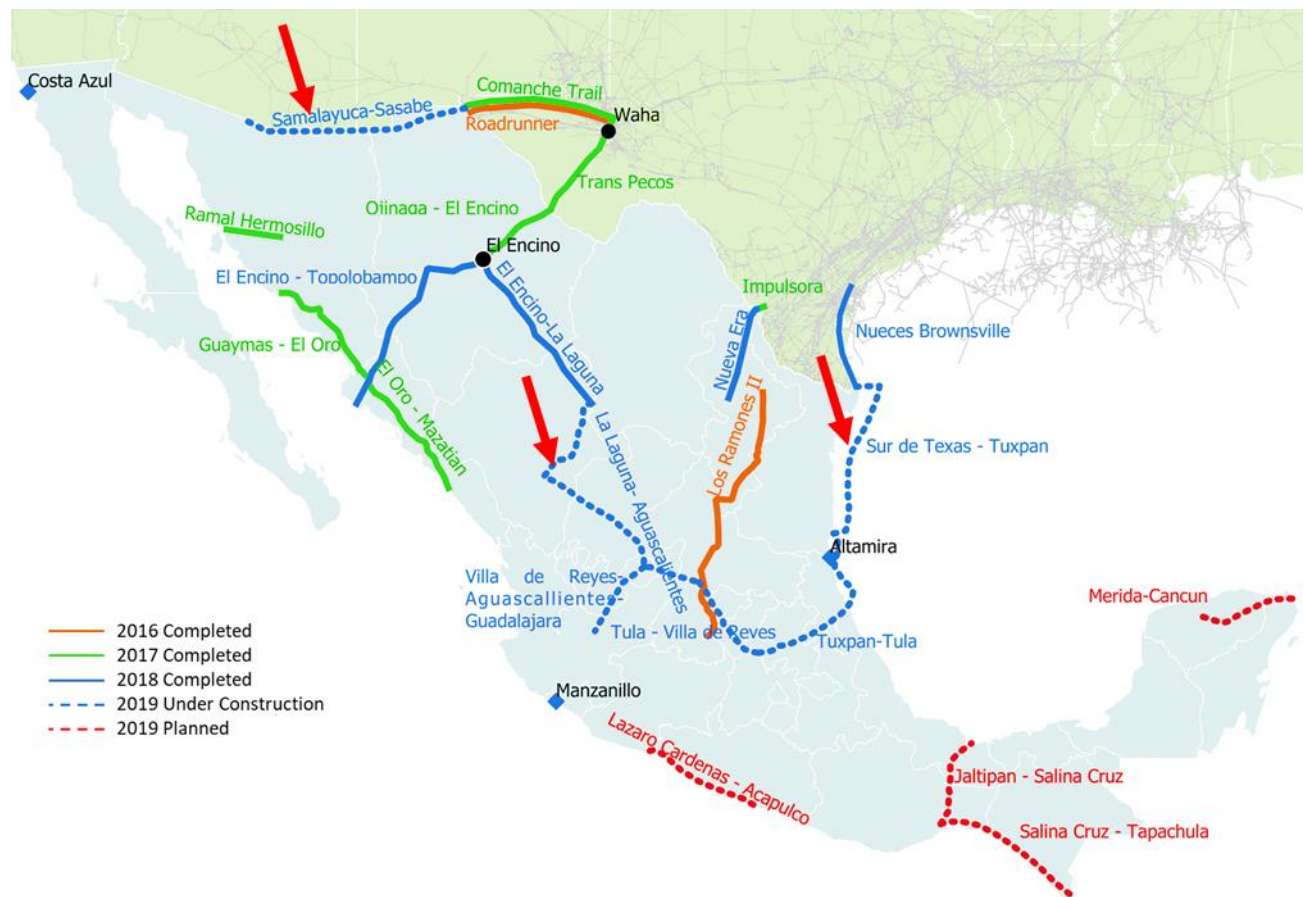 Costa Azul
Samalayuca-Sasabe
Comanche Trail
Roadrunner
Waha
Trans Pecos
Ojinaga - El Encino
Ramal Hermosillo
El Encino
El Encino - Topolobampo
Impulsora
Guaymas - El Oro
El Encino-La Laguna
Nueva Era
Nueces Brownsville
El Oro - Mazatlan
Los Ramones II
Sur de Texas - Tuxpan
La Laguna- Aguascalientes
Altamira
Villa de Reyes-
Aguascallientes-
Guadalajara
Merida-Cancun
Tula - Villa de Reyes
Tuxpan-Tula
2016 Completed
2017 Completed
2018 Completed
2019 Under Construction
2019 Planned
Manzanillo
Lazaro Cardenas - Acapulco
Jaltipan - Salina Cruz
Salina Cruz - Tapachula